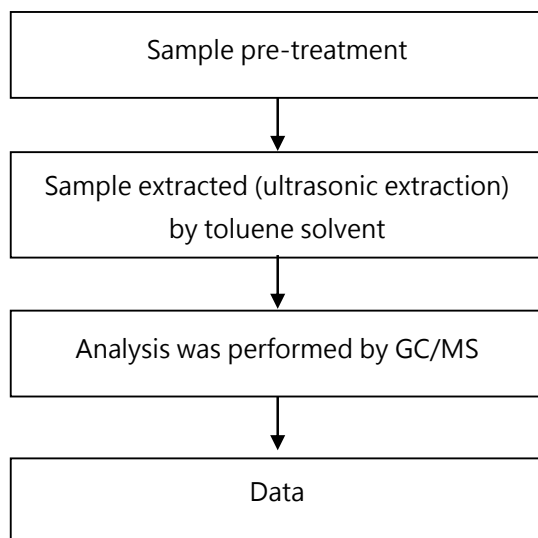 Sample pre-treatment
Sample extracted (ultrasonic extraction)
by toluene solvent
Analysis was performed by GC/MS
Data